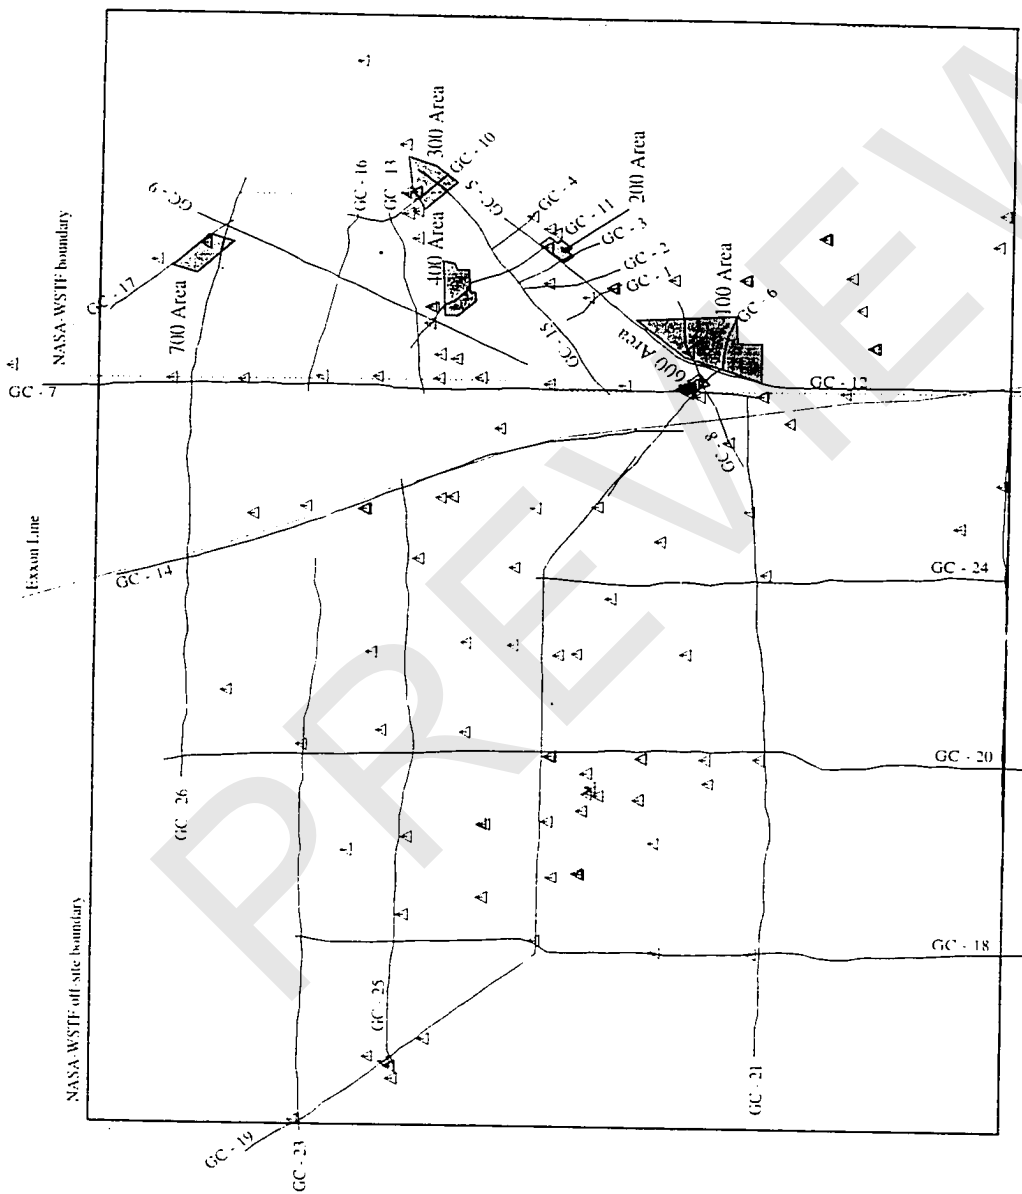 300 Area
GC - 16
GC - 13
GC - 10
GC - 9
GC - 5
GC - 4
200 Area
NASA-WSTF boundary
GC - 17
700 Area
400 Area
GC - 11
GC - 3
GC - 2
GC - 1
100 Area
GC - 6
GC - 15
600 Area
GC - 7
GC - 12
GC - 8
Exxon Line
GC - 14
GC - 24
GC - 20
GC - 26
NASA-WSTF off-site boundary
GC - 18
GC - 25
GC - 21
GC - 19
GC - 23
PREVIEW